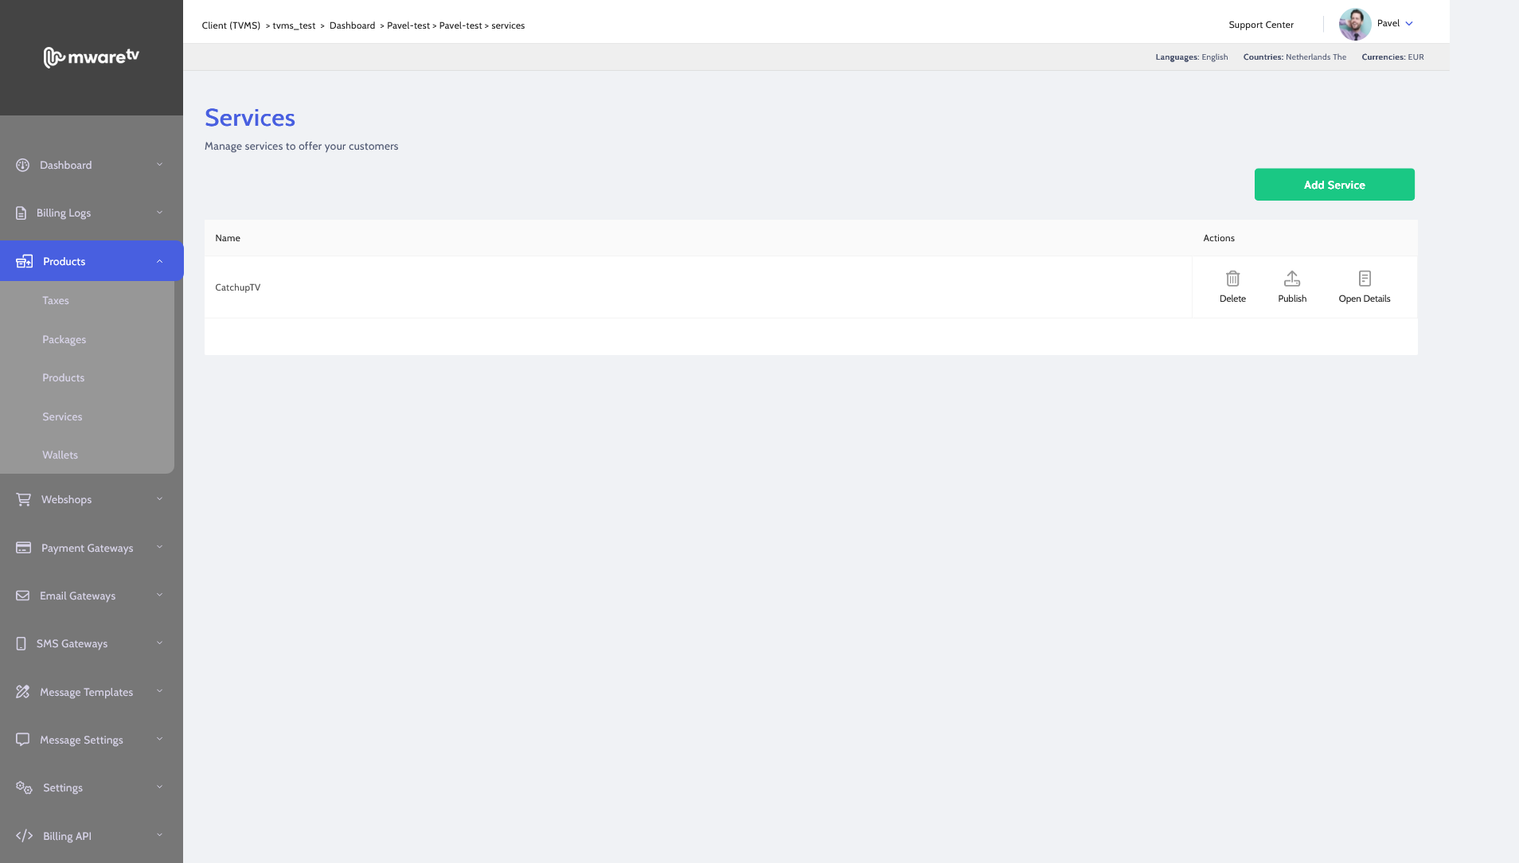 mwaretv
Client (TVMS) > tvms_test > Dashboard > Pavel-test > Pavel-test > services
Support Center
Pavel
Languages: English Countries: Netherlands The Currencies: EUR
Services
Manage services to offer your customers
Add Service
Name Actions
CatchupTV
Delete Publish Open Details
Dashboard
Billing Logs
Products
Taxes
Packages
Products
Services
Wallets
Webshops
Payment Gateways
Email Gateways
SMS Gateways
Message Templates
Message Settings
Settings
Billing API